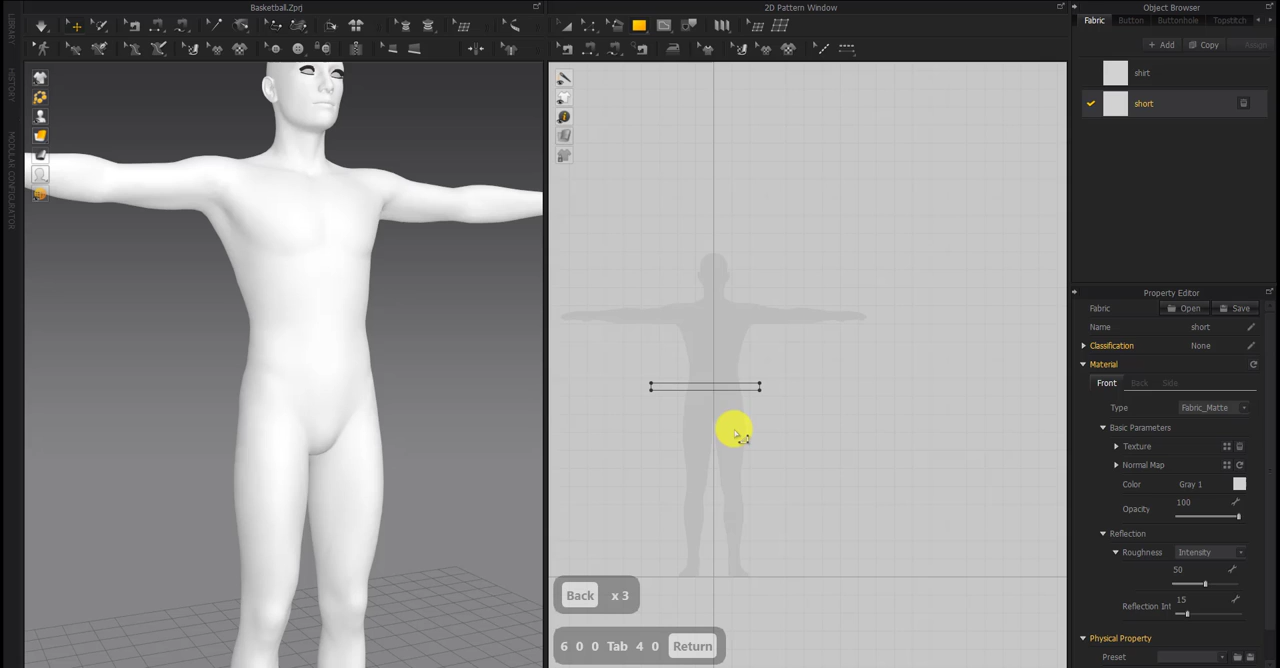 Basketball.Zprj
2D Pattern Window
Object Browser
LIBRARY
HISTORY
MODULAR CONFIGURATOR
Fabric
Button
Buttonhole
Topstitch
+ Add
Copy
Assign
shirt
short
Property Editor
Fabric
Open
Save
Name
short
Classification
None
Material
Front
Back
Side
Type
Fabric_Matte
Basic Parameters
Texture
Normal Map
Color
Gray 1
Opacity
100
Reflection
Roughness
Intensity
50
Reflection Int
15
Physical Property
Preset
Back x 3
6 0 0 Tab 4 0 Return